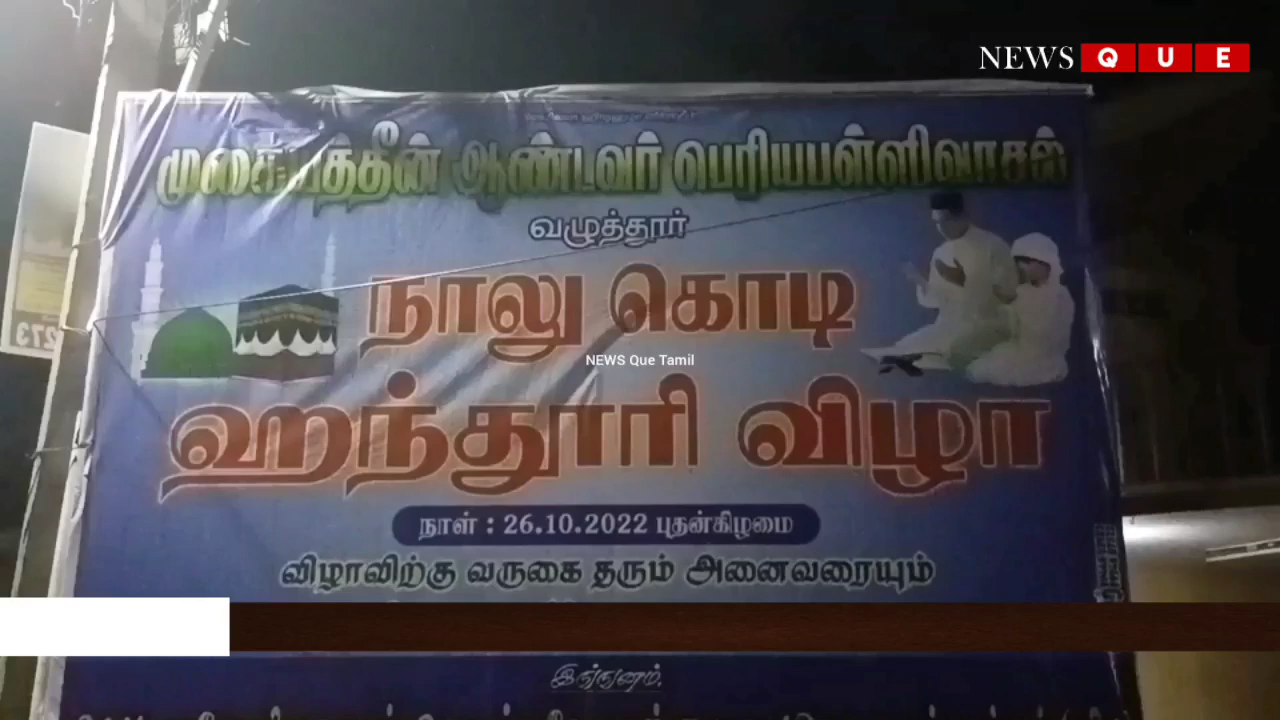 NEWS QUE
முகையத்தீன் ஆண்டவர் பெரியபள்ளிவாசல்
வழுத்தூர்
நாலு கொடி
NEWS Que Tamil
ஹந்தூரி விழா
நாள் : 26.10.2022 புதன்கிழமை
விழாவிற்கு வருகை தரும் அனைவரையும்
இங்ஙனம்.
273